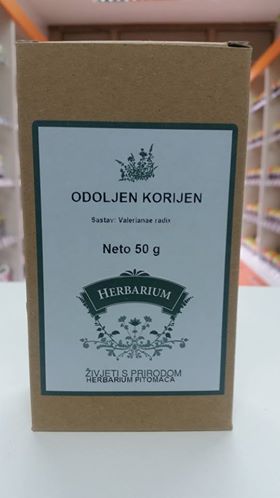 ODOLJEN KORIJEN
Sastav: Valerianae radix
Neto 50 g
HERBARIUM
ŽIVJETI S PRIRODOM
HERBARIUM PITOMAČA